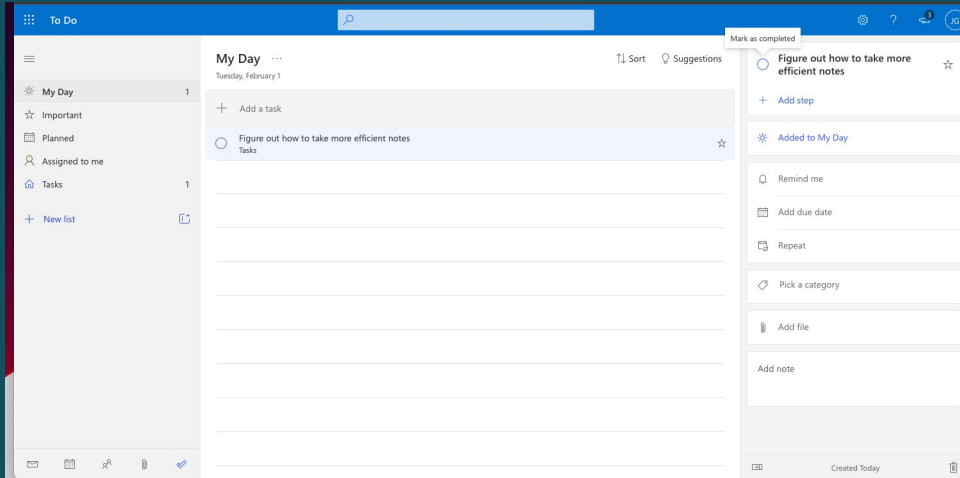 To Do
3
JG
Mark as completed
My Day
1
Important
Planned
Assigned to me
Tasks
1
New list
My Day
Tuesday, February 1
Sort
Suggestions
Add a task
Figure out how to take more efficient notes
Tasks
Figure out how to take more
efficient notes
Add step
Added to My Day
Remind me
Add due date
Repeat
Pick a category
Add file
Add note
Created Today